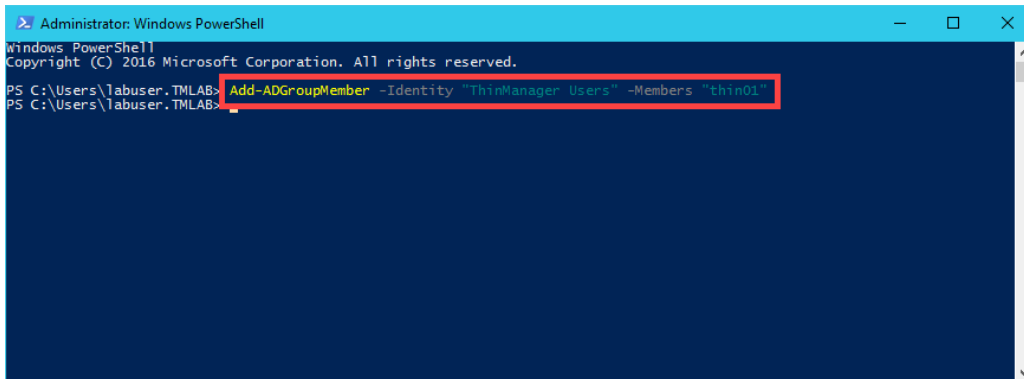 Administrator: Windows PowerShell
Windows PowerShell
Copyright (C) 2016 Microsoft Corporation. All rights reserved.
PS C:\Users\labuser.TMLAB> Add-ADGroupMember -Identity "ThinManager Users" -Members "thin01"
PS C:\Users\labuser.TMLAB>